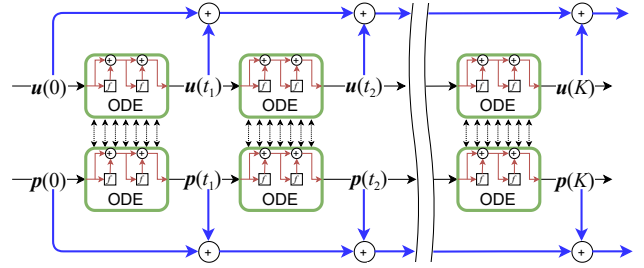 + + +
+ + + + + +
f f f f f f
u(0) ODE u(t₁) ODE u(t₂) ODE u(K)
+ + + + + +
p(0) f f p(t₁) f f p(t₂) f f p(K)
ODE ODE ODE
+ + +